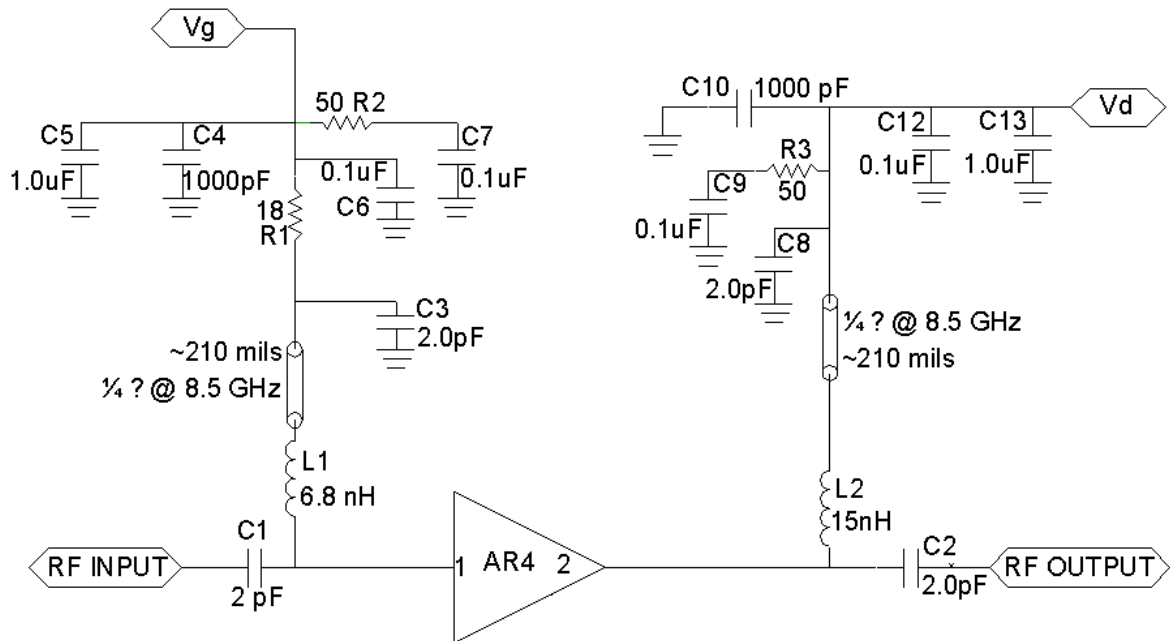 Vg
50 R2
C5
C4
C7
1.0uF
1000pF
0.1uF
0.1uF
C6
18
R1
C3
2.0pF
~210 mils
¼ ? @ 8.5 GHz
L1
6.8 nH
C1
2 pF
RF INPUT
1
AR4
2
C10
1000 pF
Vd
C12
C13
0.1uF
1.0uF
R3
50
C9
0.1uF
C8
2.0pF
¼ ? @ 8.5 GHz
~210 mils
L2
15nH
C2
2.0pF
RF OUTPUT